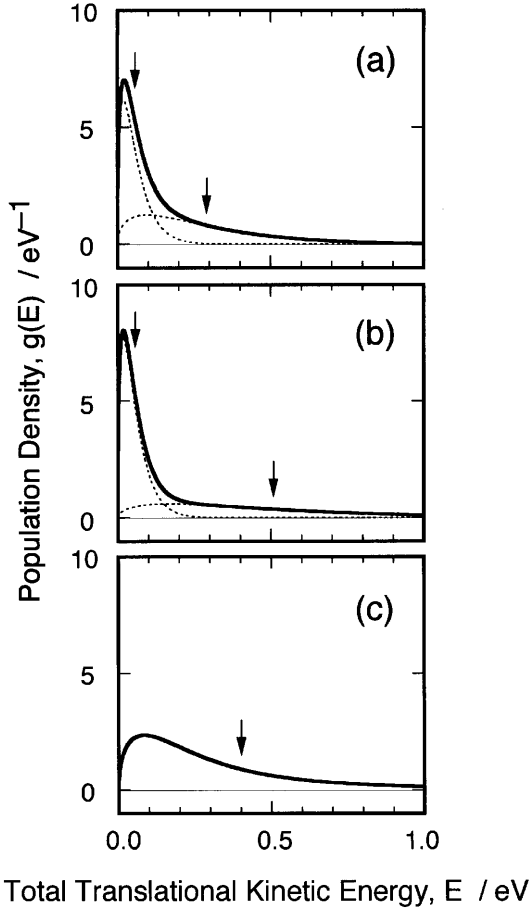 10
(a)
5
0
10
(b)
5
0
10
(c)
5
0
0.0 0.5 1.0
Population Density, g(E) / eV⁻¹
Total Translational Kinetic Energy, E / eV